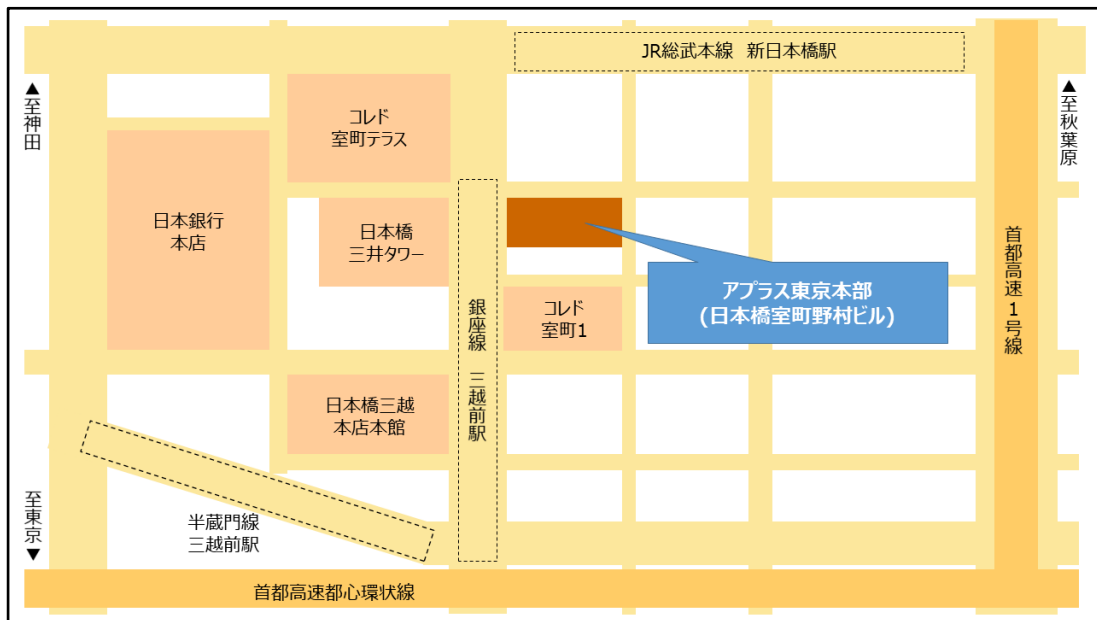 JR総武本線 新日本橋駅
▲至神田
▲至秋葉原
コレド
室町テラス
日本銀行
本店
日本橋
三井タワー
首都高速1号線
アプラス東京本部
(日本橋室町野村ビル)
銀座線 三越前駅
コレド
室町1
日本橋三越
本店本館
至東京▼
半蔵門線
三越前駅
首都高速都心環状線